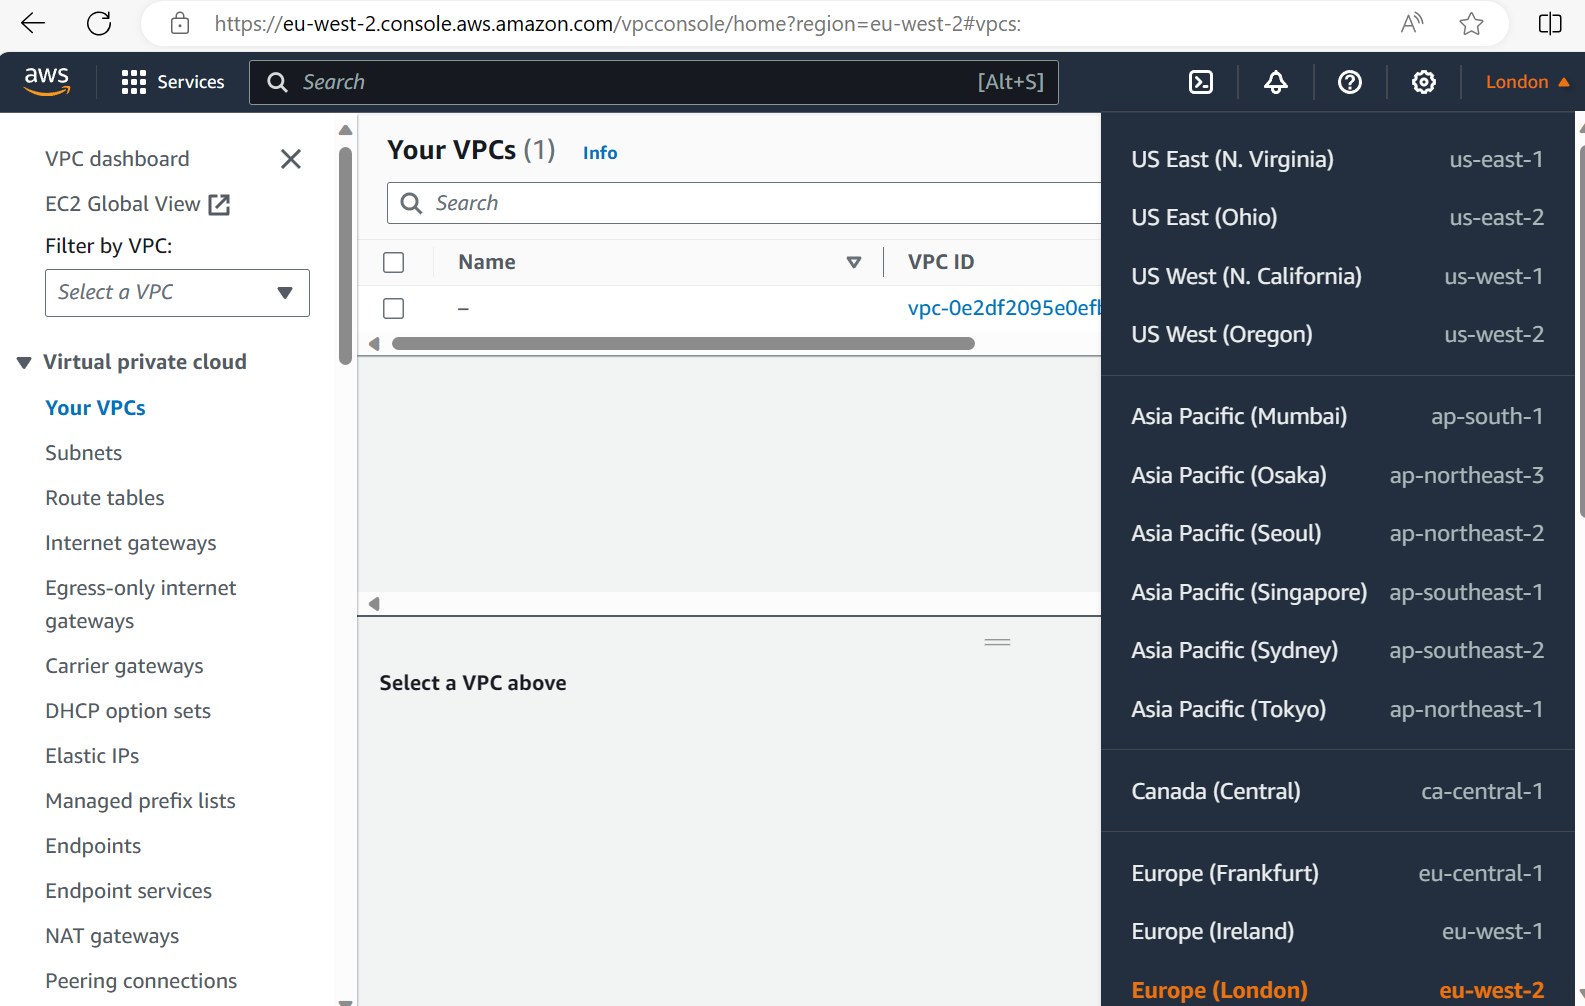 https://eu-west-2.console.aws.amazon.com/vpcconsole/home?region=eu-west-2#vpcs:
aws
Services
Search
[Alt+S]
London
VPC dashboard
EC2 Global View
Filter by VPC:
Select a VPC
Virtual private cloud
Your VPCs
Subnets
Route tables
Internet gateways
Egress-only internet
gateways
Carrier gateways
DHCP option sets
Elastic IPs
Managed prefix lists
Endpoints
Endpoint services
NAT gateways
Peering connections
Your VPCs (1) Info
Search
Name VPC ID
– vpc-0e2df2095e0ef
Select a VPC above
US East (N. Virginia) us-east-1
US East (Ohio) us-east-2
US West (N. California) us-west-1
US West (Oregon) us-west-2
Asia Pacific (Mumbai) ap-south-1
Asia Pacific (Osaka) ap-northeast-3
Asia Pacific (Seoul) ap-northeast-2
Asia Pacific (Singapore) ap-southeast-1
Asia Pacific (Sydney) ap-southeast-2
Asia Pacific (Tokyo) ap-northeast-1
Canada (Central) ca-central-1
Europe (Frankfurt) eu-central-1
Europe (Ireland) eu-west-1
Europe (London) eu-west-2